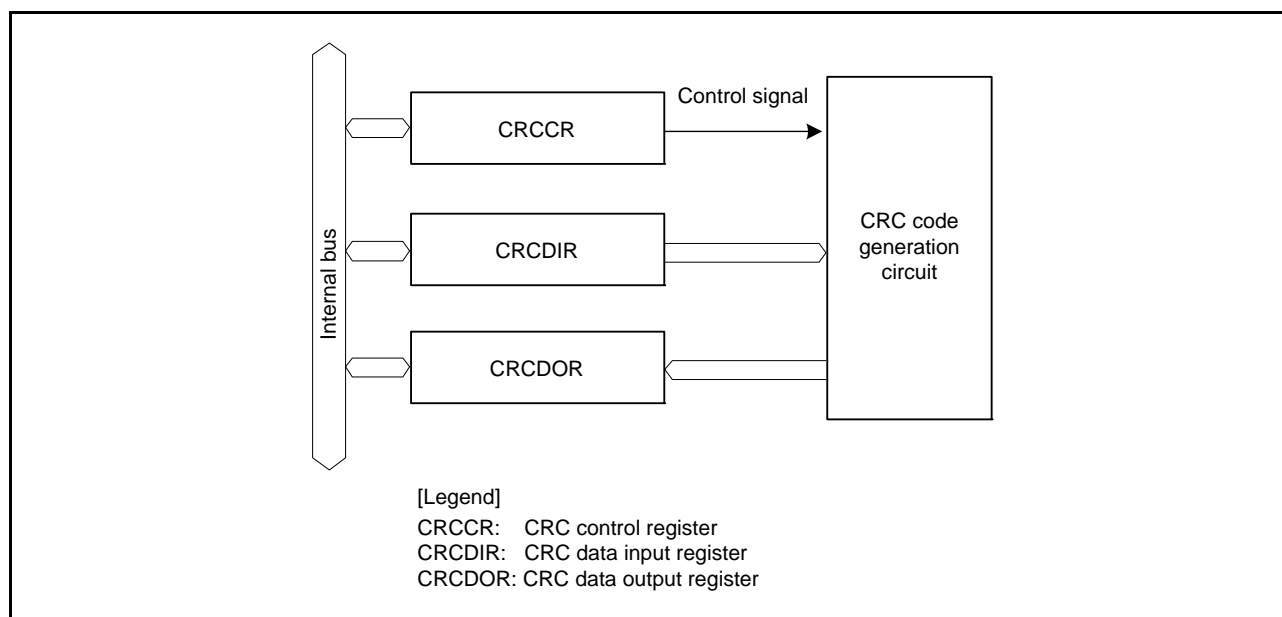 Control signal
CRCCR
Internal bus
CRCDIR
CRC code
generation
circuit
CRCDOR
[Legend]
CRCCR: CRC control register
CRCDIR: CRC data input register
CRCDOR: CRC data output register